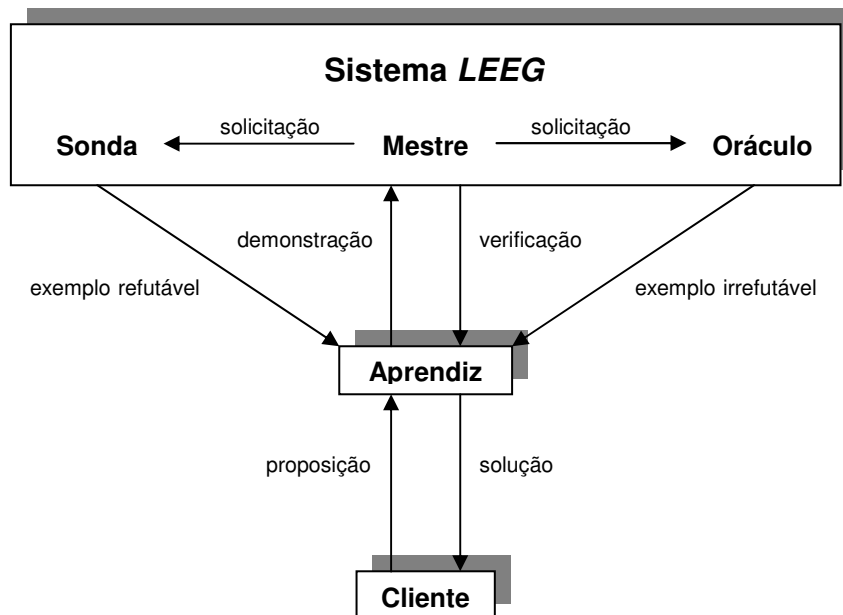 Sistema LEEG
solicitação
solicitação
Sonda
Mestre
Oráculo
demonstração
verificação
exemplo refutável
exemplo irrefutável
Aprendiz
proposição
solução
Cliente